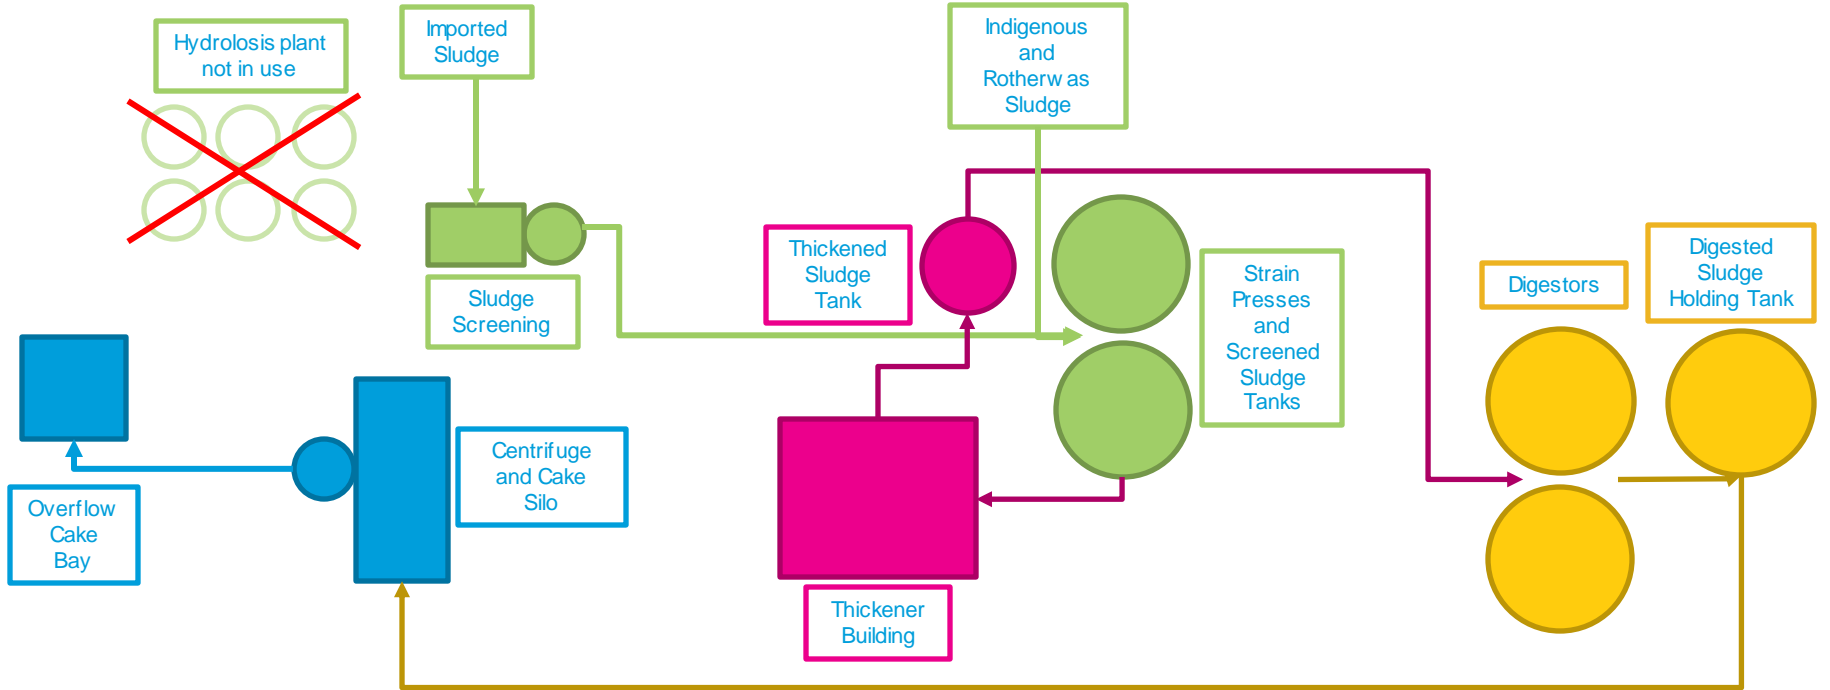 Hydrolosis plant
not in use
Imported
Sludge
Indigenous
and
Rotherw as
Sludge
Thickened
Sludge
Tank
Sludge
Screening
Strain
Presses
and
Screened
Sludge
Tanks
Digestors
Digested
Sludge
Holding Tank
Centrifuge
and Cake
Silo
Overflow
Cake
Bay
Thickener
Building